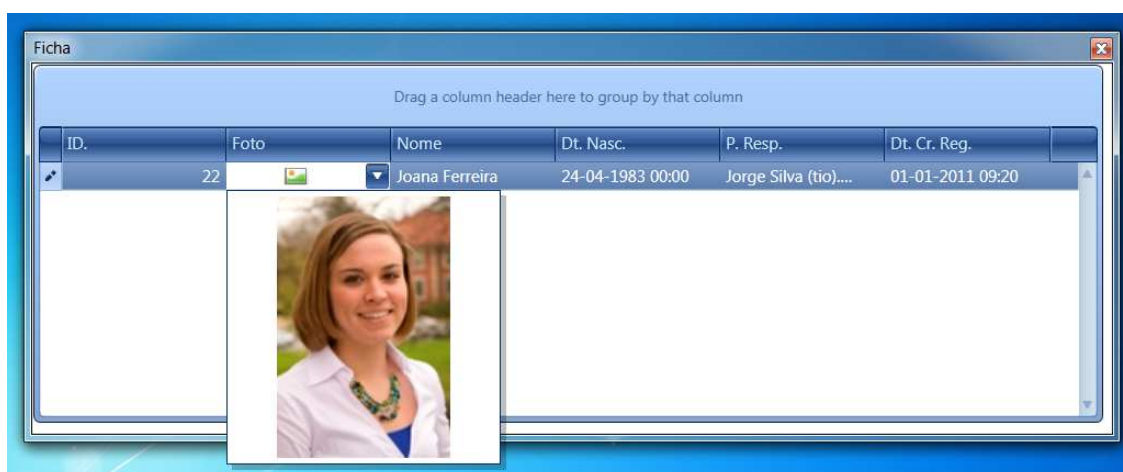 Ficha
Drag a column header here to group by that column
ID. Foto Nome Dt. Nasc. P. Resp. Dt. Cr. Reg.
22 Joana Ferreira 24-04-1983 00:00 Jorge Silva (tio).... 01-01-2011 09:20